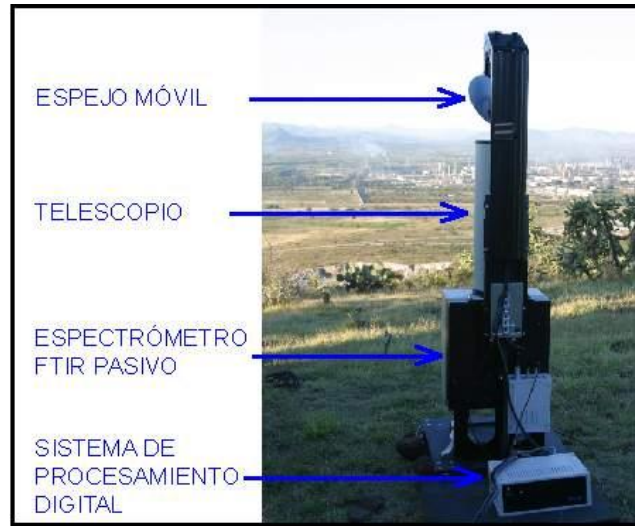 ESPEJO MÓVIL
TELESCOPIO
ESPECTRÓMETRO
FTIR PASIVO
SISTEMA DE
PROCESAMIENTO
DIGITAL